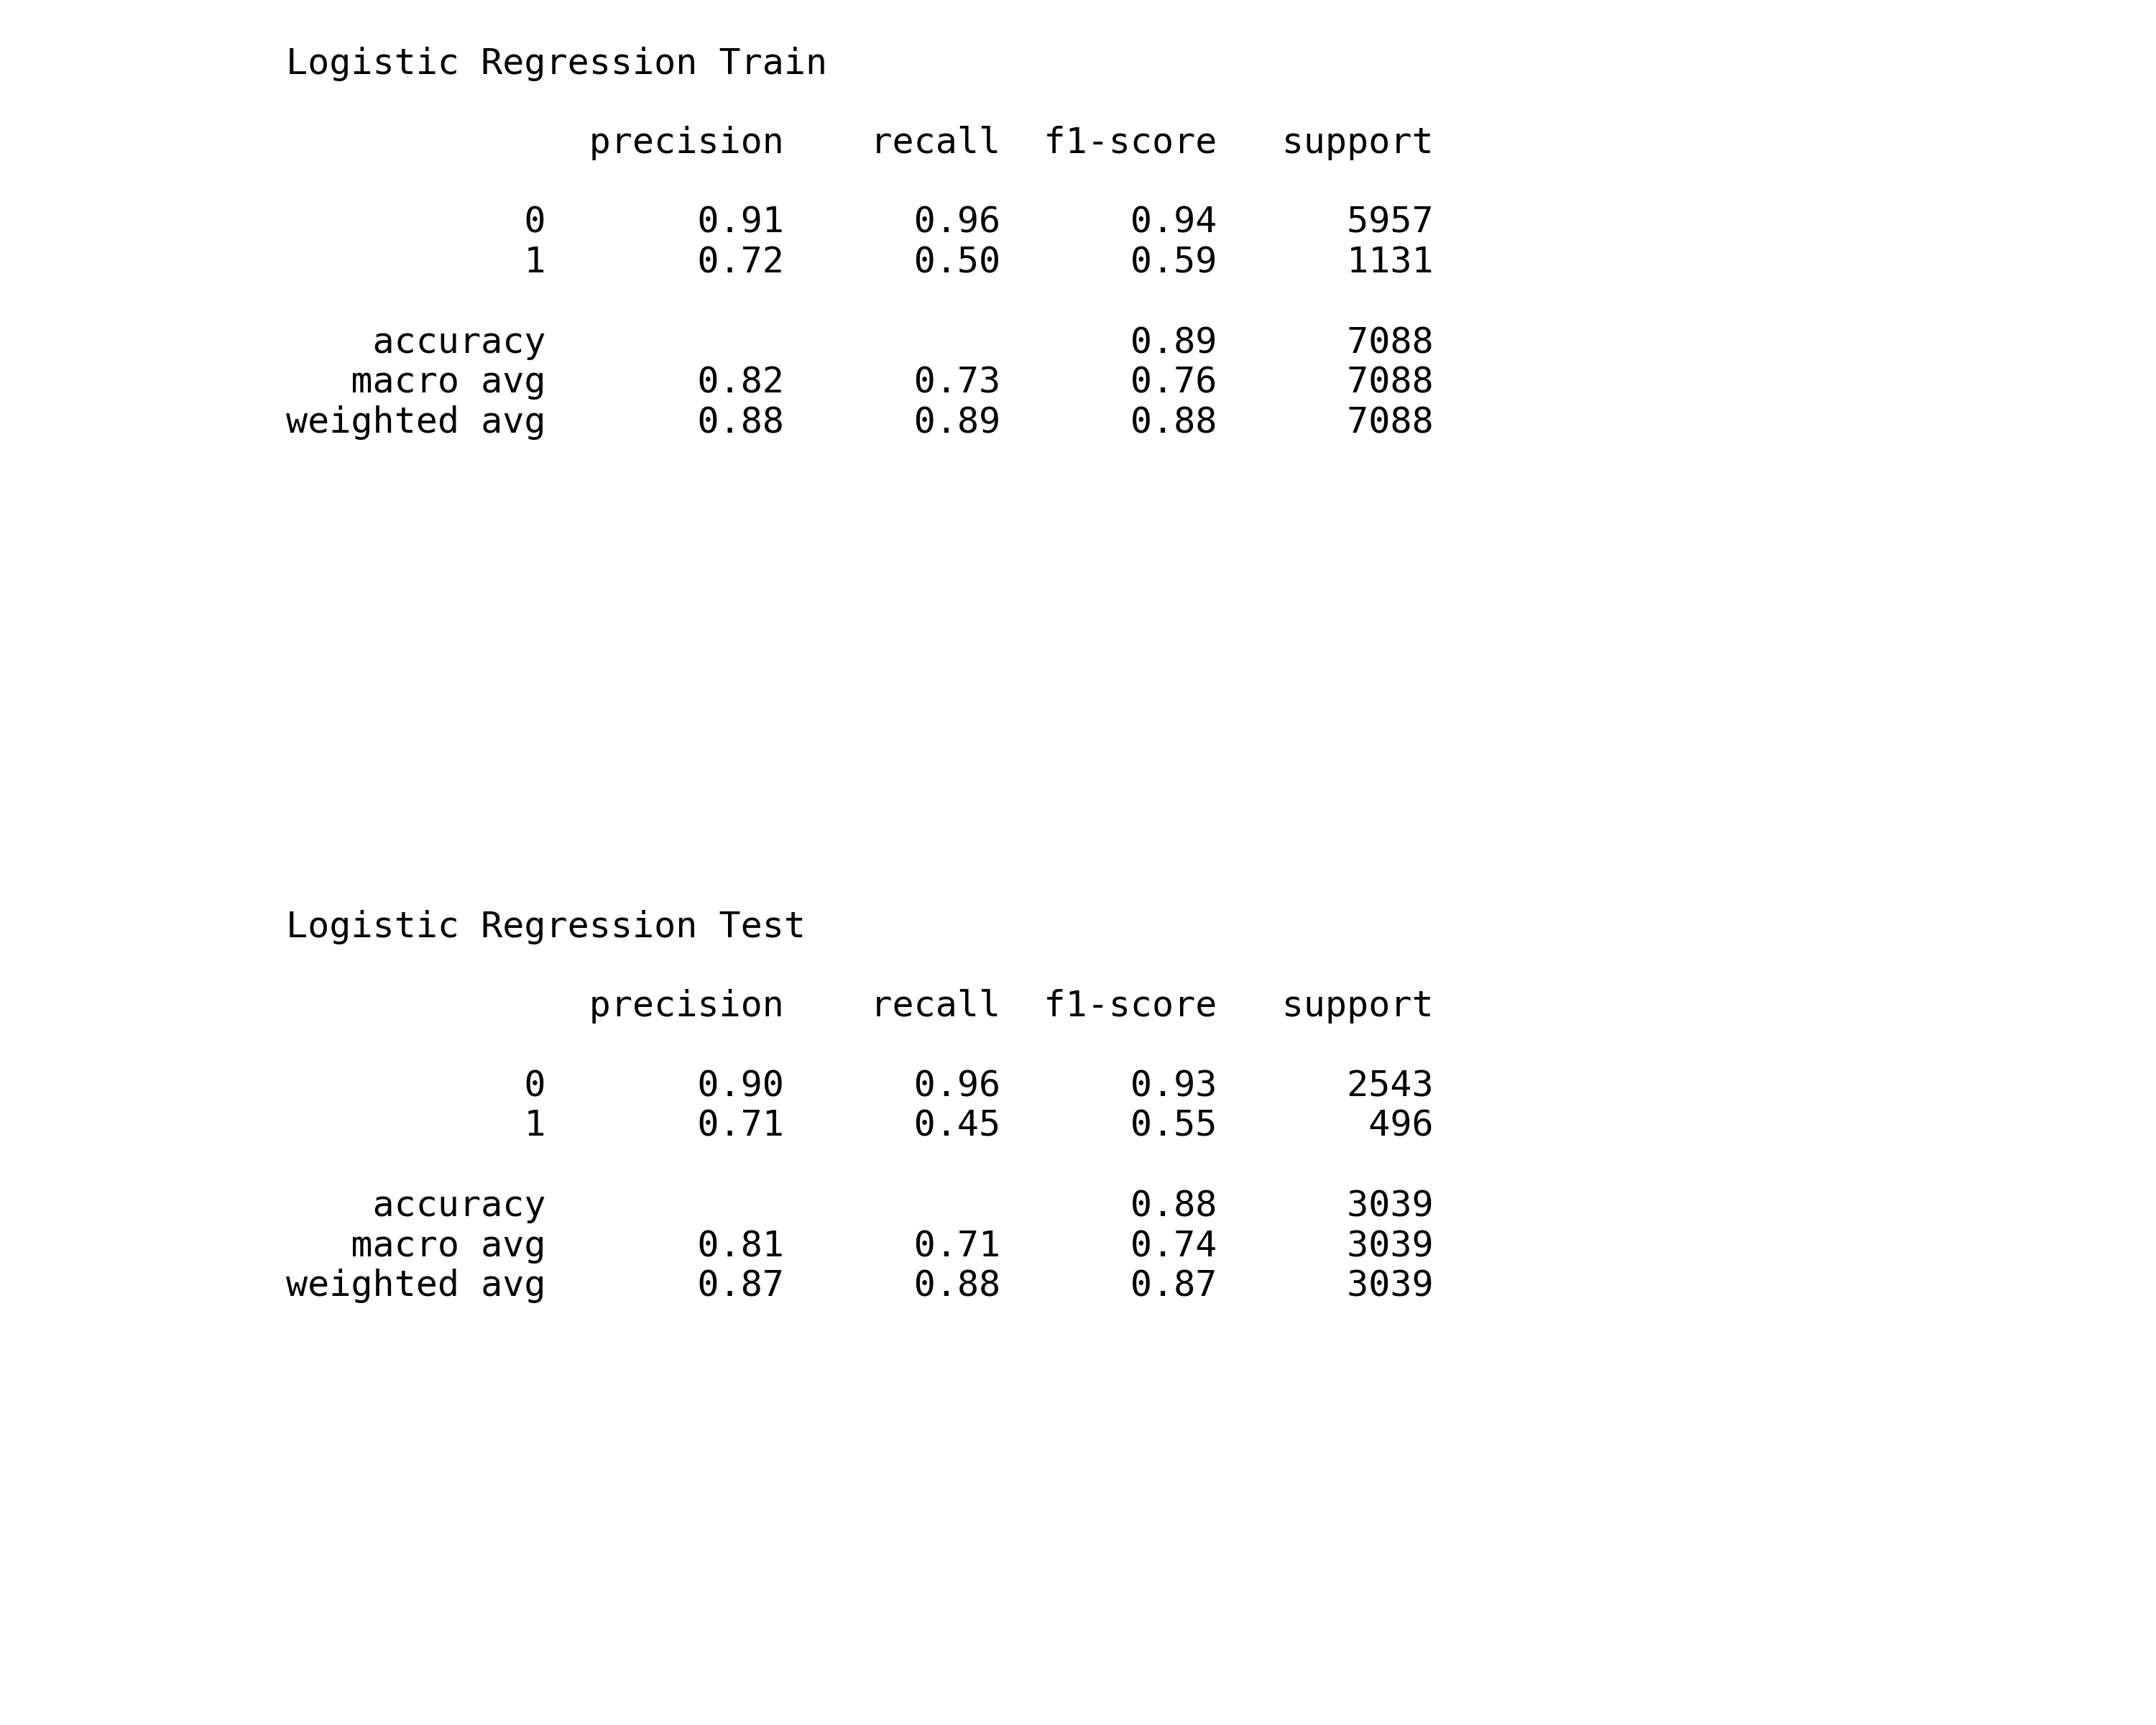 Logistic Regression Train
precision recall f1-score support
0 0.91 0.96 0.94 5957
1 0.72 0.50 0.59 1131
accuracy 0.89 7088
macro avg 0.82 0.73 0.76 7088
weighted avg 0.88 0.89 0.88 7088
Logistic Regression Test
precision recall f1-score support
0 0.90 0.96 0.93 2543
1 0.71 0.45 0.55 496
accuracy 0.88 3039
macro avg 0.81 0.71 0.74 3039
weighted avg 0.87 0.88 0.87 3039